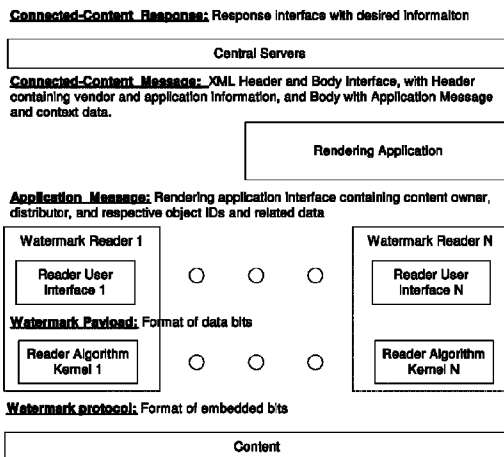 Connected-Content Response: Response interface with desired informaiton
Central Servers
Connected-Content Message: XML Header and Body Interface, with Header
containing vendor and application information, and Body with Application Message
and context data.
Rendering Application
Application Message: Rendering application interface containing content owner,
distributor, and respective object IDs and related data
Watermark Reader 1
Watermark Reader N
Reader User
Interface 1
Reader User
Interface N
Watermark Payload: Format of data bits
Reader Algorithm
Kernel 1
Reader Algorithm
Kernel N
Watermark protocol: Format of embedded bits
Content